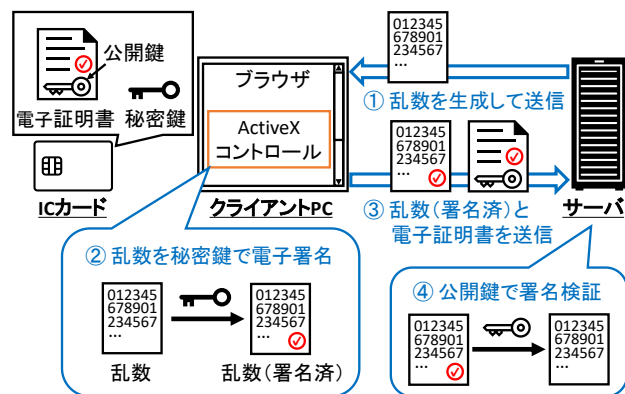 公開鍵
電子証明書
秘密鍵
ICカード
ブラウザ
ActiveX
コントロール
クライアントPC
012345
678901
234567
...
① 乱数を生成して送信
012345
678901
234567
...
③ 乱数(署名済)と
電子証明書を送信
サーバ
② 乱数を秘密鍵で電子署名
012345
678901
234567
...
乱数
012345
678901
234567
...
乱数(署名済)
④ 公開鍵で署名検証
012345
678901
234567
...
012345
678901
234567
...